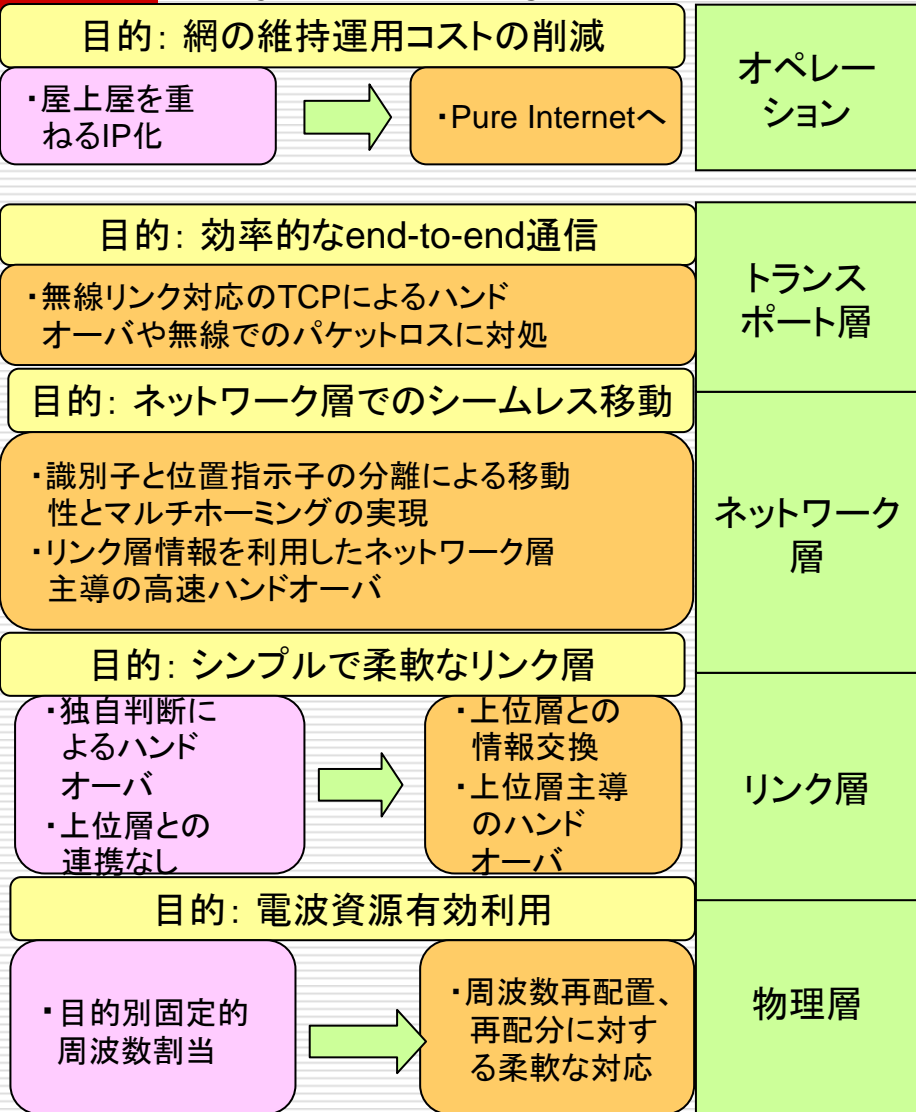 目的: 網の維持運用コストの削減
・屋上屋を重
ねるIP化
・Pure Internetへ
オペレー
ション
目的: 効率的なend-to-end通信
・無線リンク対応のTCPによるハンド
オーバや無線でのパケットロスに対処
トランス
ポート層
目的: ネットワーク層でのシームレス移動
・識別子と位置指示子の分離による移動
性とマルチホーミングの実現
・リンク層情報を利用したネットワーク層
主導の高速ハンドオーバ
ネットワーク
層
目的: シンプルで柔軟なリンク層
・独自判断に
よるハンド
オーバ
・上位層との
連携なし
・上位層との
情報交換
・上位層主導
のハンド
オーバ
リンク層
目的: 電波資源有効利用
・目的別固定的
周波数割当
・周波数再配置、
再配分に対す
る柔軟な対応
物理層